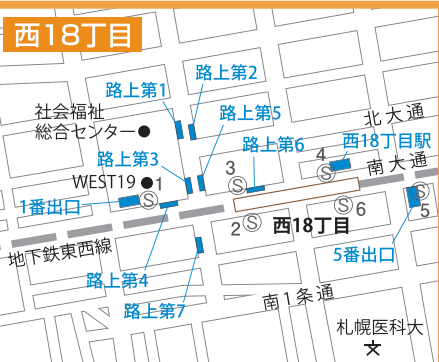 西18丁目
路上第2
路上第1
社会福祉
総合センター
路上第5
北大通
路上第6
西18丁目駅
路上第3
南大通
3
4
WEST19
1
1番出口
Ⓢ
Ⓢ
Ⓢ
Ⓢ
5
Ⓢ
6
2
Ⓢ
西18丁目
地下鉄東西線
5番出口
路上第4
路上第7
南1条通
札幌医科大
文